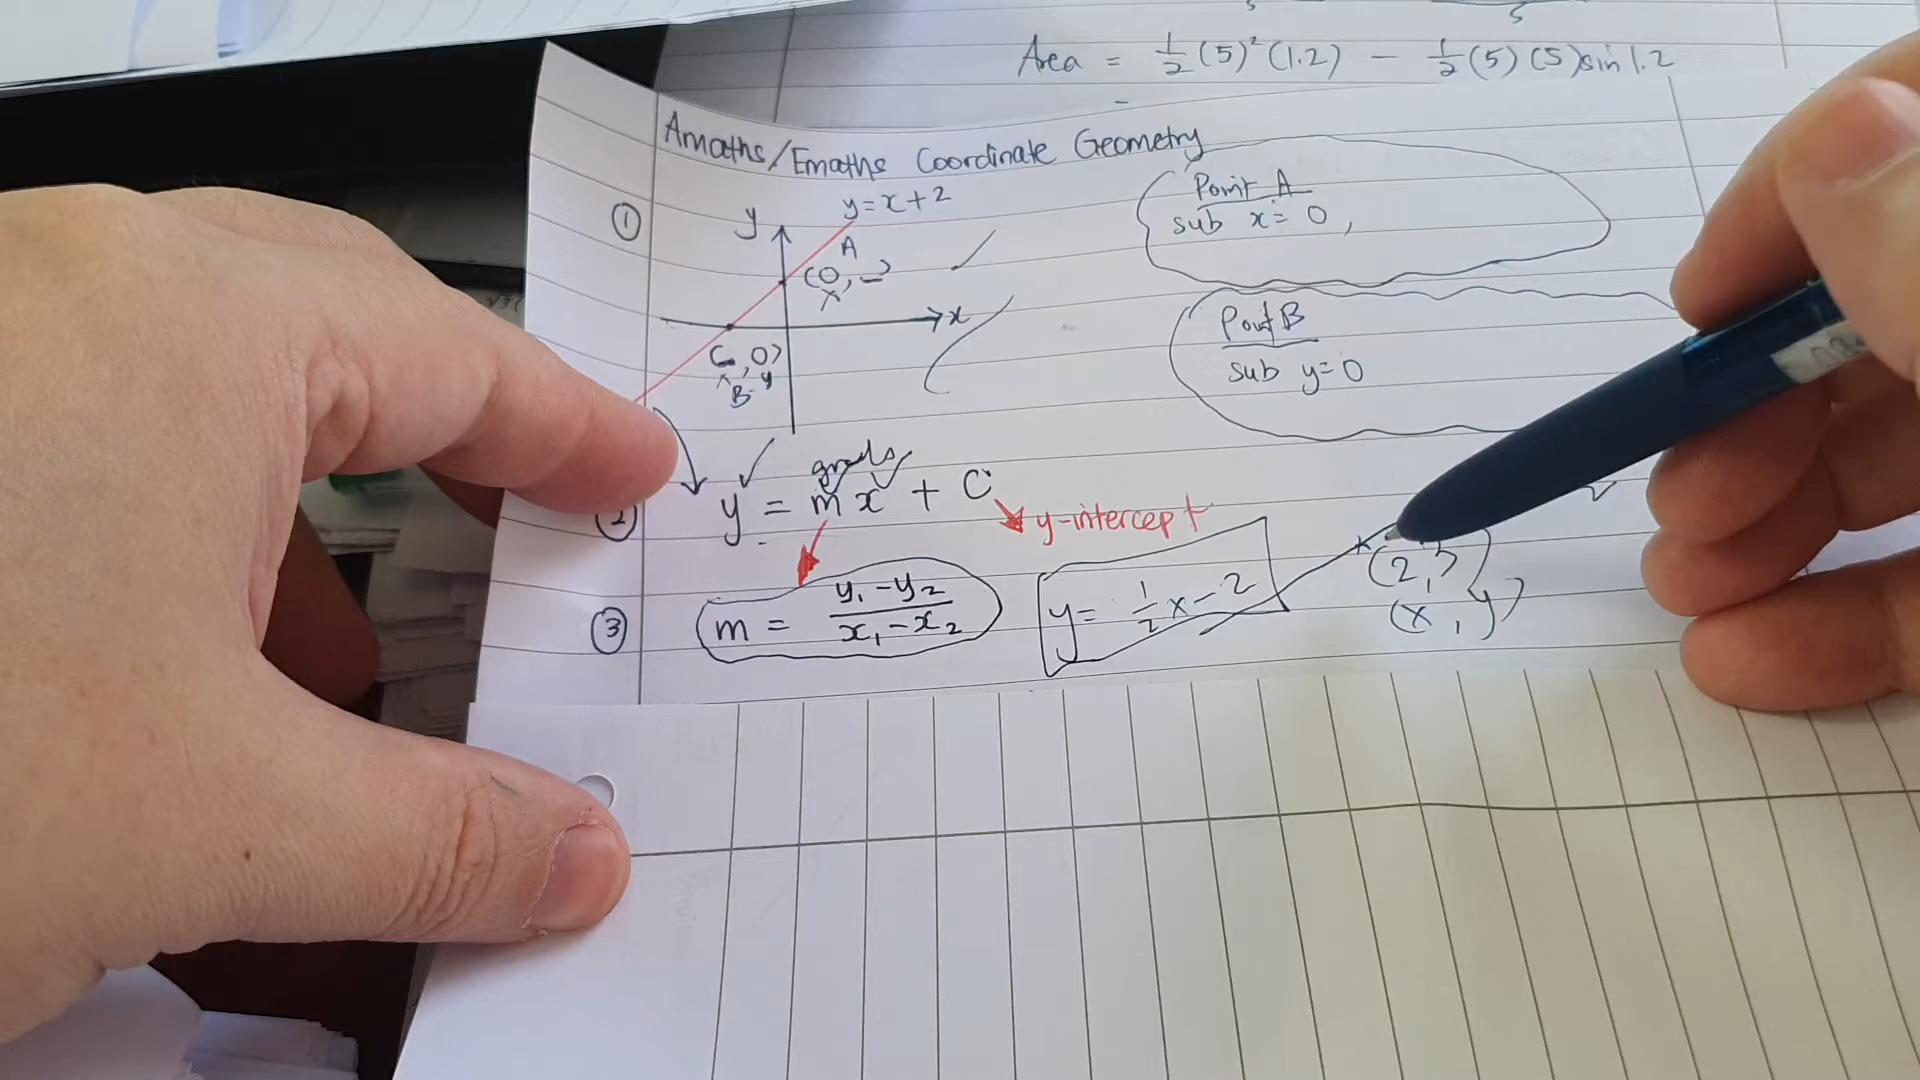 Area = 1/2 (5)² (1.2) - 1/2 (5) (5) sin 1.2
Amaths/Emaths Coordinate Geometry
①
y = x + 2
y
A
(0, _)
x
x
( _, 0)
x y
B
Point A
sub x = 0,
Point B
sub y = 0
grads
② y = mx + C
y-intercept
③ m = y₁ - y₂ / x₁ - x₂
y = 1/2 x - 2
(2,
(x, y)